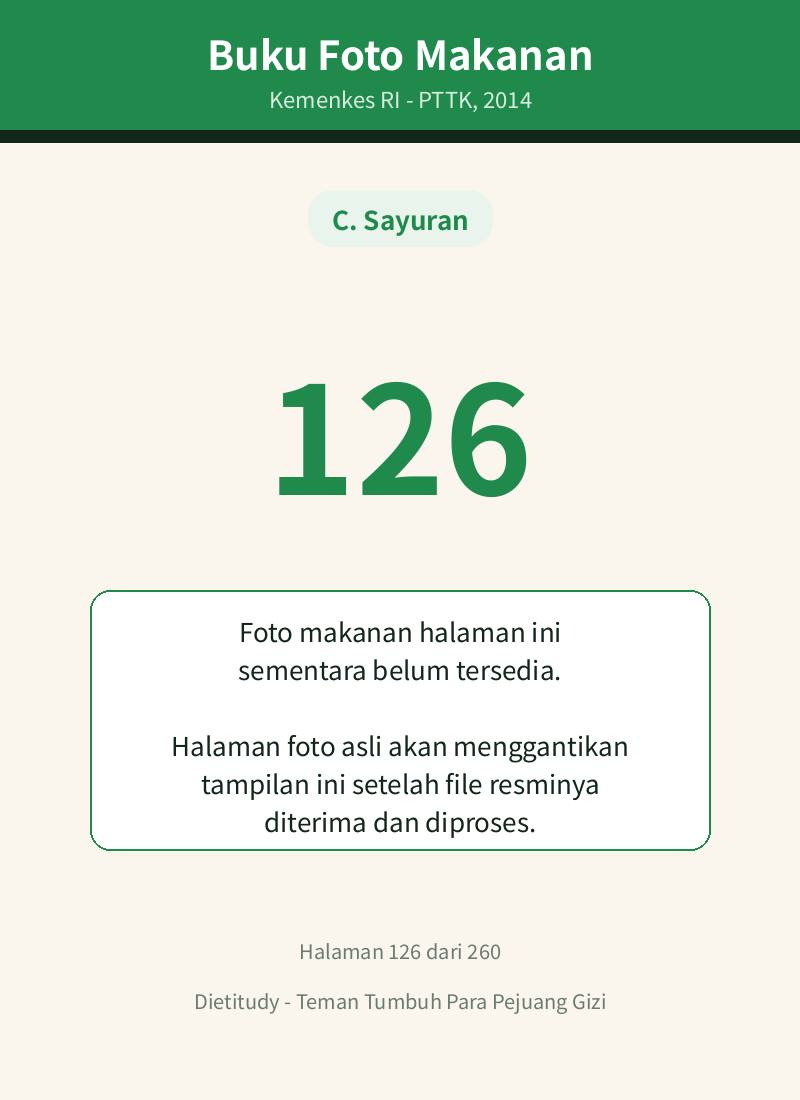 Buku Foto Makanan
Kemenkes RI - PTTK, 2014
C. Sayuran
126
Foto makanan halaman ini
sementara belum tersedia.
Halaman foto asli akan menggantikan
tampilan ini setelah file resminya
diterima dan diproses.
Halaman 126 dari 260
Dietitudy - Teman Tumbuh Para Pejuang Gizi